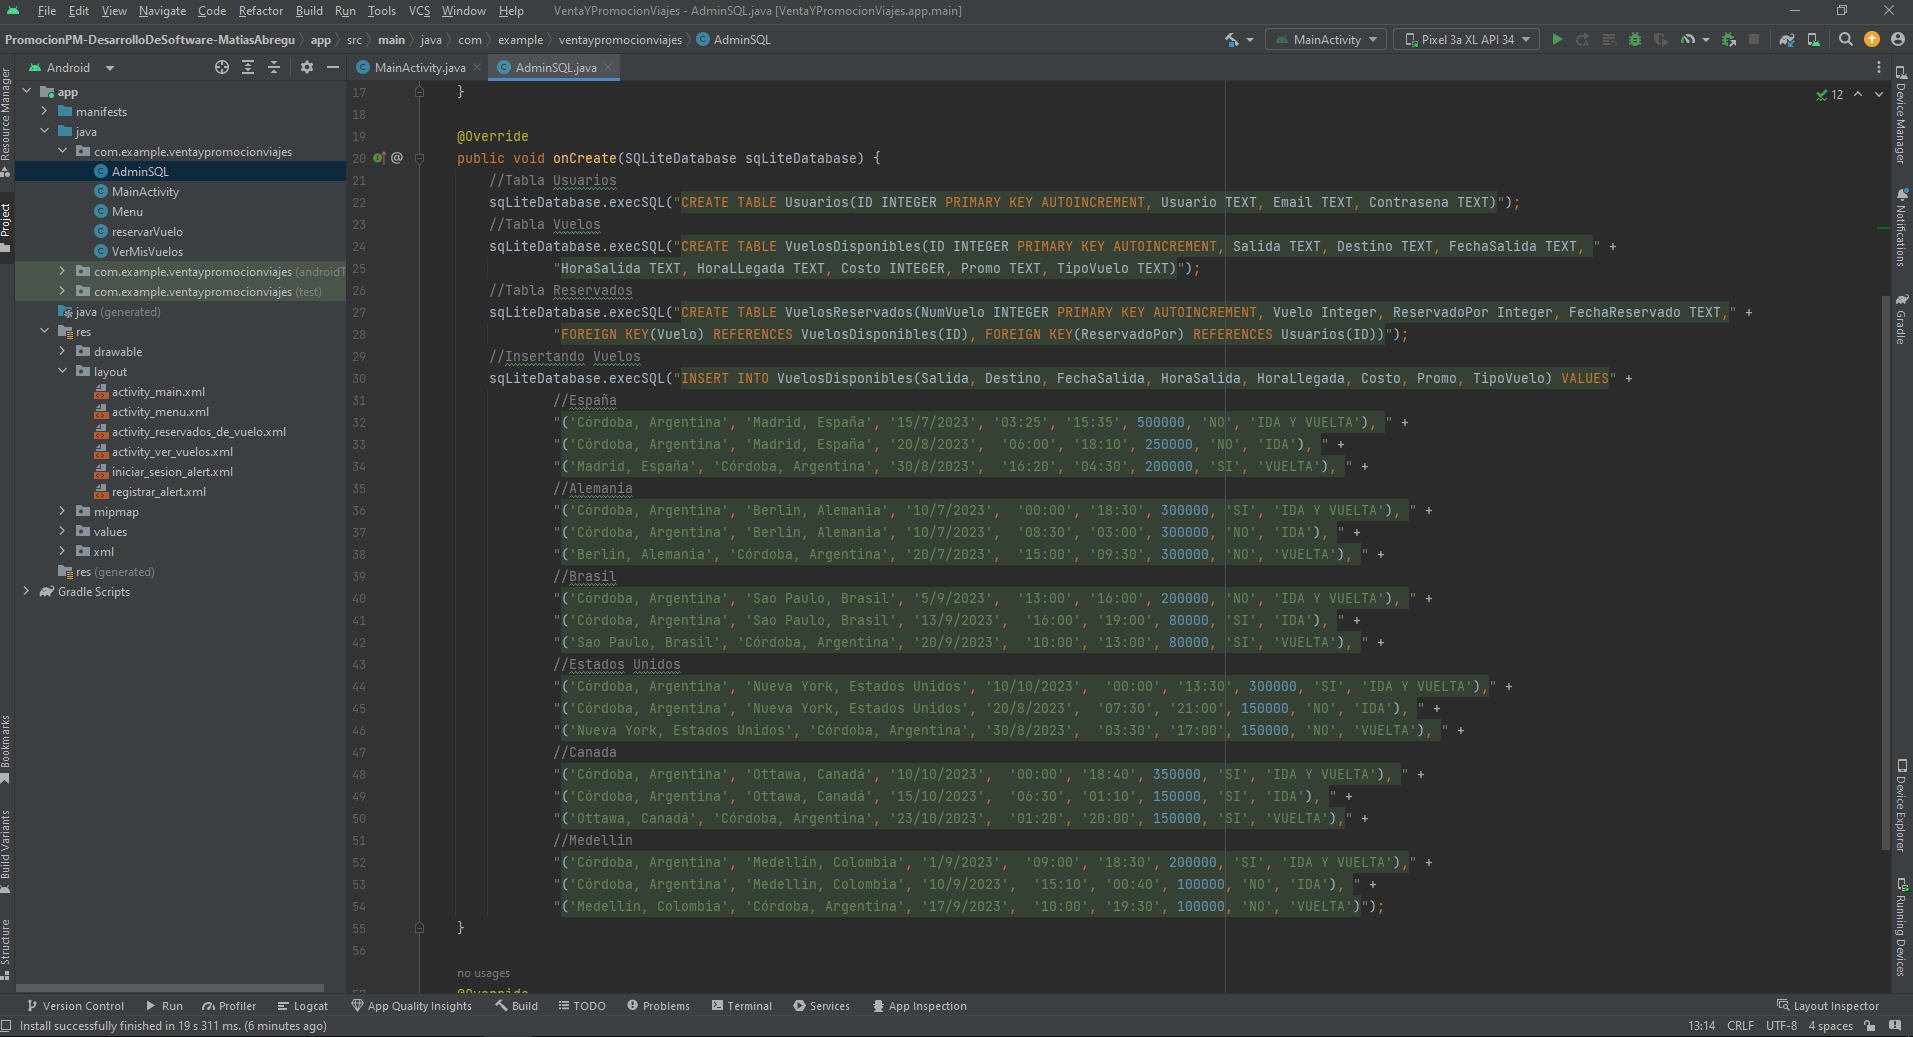 File Edit View Navigate Code Refactor Build Run Tools VCS Window Help VentaYPromocionViajes - AdminSQL.java [VentaYPromocionViajes.app.main]
PromocionPM-DesarrolloDeSoftware-MatiasAbregu > app > src > main > java > com > example > ventaypromocionviajes > AdminSQL MainActivity Pixel 3a XL API 34
Android
MainActivity.java AdminSQL.java
Resource Manager
Project
Bookmarks
Build Variants
Structure
app
manifests
java
com.example.ventaypromocionviajes
AdminSQL
MainActivity
Menu
reservarVuelo
VerMisVuelos
com.example.ventaypromocionviajes (androidT
com.example.ventaypromocionviajes (test)
java (generated)
res
drawable
layout
activity_main.xml
activity_menu.xml
activity_reservados_de_vuelo.xml
activity_ver_vuelos.xml
iniciar_sesion_alert.xml
registrar_alert.xml
mipmap
values
xml
res (generated)
Gradle Scripts
12
17 }
18
19 @Override
20 public void onCreate(SQLiteDatabase sqLiteDatabase) {
21 //Tabla Usuarios
22 sqLiteDatabase.execSQL("CREATE TABLE Usuarios(ID INTEGER PRIMARY KEY AUTOINCREMENT, Usuario TEXT, Email TEXT, Contrasena TEXT)");
23 //Tabla Vuelos
24 sqLiteDatabase.execSQL("CREATE TABLE VuelosDisponibles(ID INTEGER PRIMARY KEY AUTOINCREMENT, Salida TEXT, Destino TEXT, FechaSalida TEXT, " +
25 "HoraSalida TEXT, HoraLLegada TEXT, Costo INTEGER, Promo TEXT, TipoVuelo TEXT)");
26 //Tabla Reservados
27 sqLiteDatabase.execSQL("CREATE TABLE VuelosReservados(NumVuelo INTEGER PRIMARY KEY AUTOINCREMENT, Vuelo Integer, ReservadoPor Integer, FechaReservado TEXT," +
28 "FOREIGN KEY(Vuelo) REFERENCES VuelosDisponibles(ID), FOREIGN KEY(ReservadoPor) REFERENCES Usuarios(ID))");
29 //Insertando Vuelos
30 sqLiteDatabase.execSQL("INSERT INTO VuelosDisponibles(Salida, Destino, FechaSalida, HoraSalida, HoraLlegada, Costo, Promo, TipoVuelo) VALUES" +
31 //España
32 "('Córdoba, Argentina', 'Madrid, España', '15/7/2023', '03:25', '15:35', 500000, 'NO', 'IDA Y VUELTA'), " +
33 "('Córdoba, Argentina', 'Madrid, España', '20/8/2023', '06:00', '18:10', 250000, 'NO', 'IDA'), " +
34 "('Madrid, España', 'Córdoba, Argentina', '30/8/2023', '16:20', '04:30', 200000, 'SI', 'VUELTA'), " +
35 //Alemania
36 "('Córdoba, Argentina', 'Berlin, Alemania', '10/7/2023', '00:00', '18:30', 300000, 'SI', 'IDA Y VUELTA'), " +
37 "('Córdoba, Argentina', 'Berlin, Alemania', '10/7/2023', '08:30', '03:00', 300000, 'NO', 'IDA'), " +
38 "('Berlin, Alemania', 'Córdoba, Argentina', '20/7/2023', '15:00', '09:30', 300000, 'NO', 'VUELTA'), " +
39 //Brasil
40 "('Córdoba, Argentina', 'Sao Paulo, Brasil', '5/9/2023', '13:00', '16:00', 200000, 'NO', 'IDA Y VUELTA'), " +
41 "('Córdoba, Argentina', 'Sao Paulo, Brasil', '13/9/2023', '16:00', '19:00', 80000, 'SI', 'IDA'), " +
42 "('Sao Paulo, Brasil', 'Córdoba, Argentina', '20/9/2023', '10:00', '13:00', 80000, 'SI', 'VUELTA'), " +
43 //Estados Unidos
44 "('Córdoba, Argentina', 'Nueva York, Estados Unidos', '10/10/2023', '00:00', '13:30', 300000, 'SI', 'IDA Y VUELTA')," +
45 "('Córdoba, Argentina', 'Nueva York, Estados Unidos', '20/8/2023', '07:30', '21:00', 150000, 'NO', 'IDA'), " +
46 "('Nueva York, Estados Unidos', 'Córdoba, Argentina', '30/8/2023', '03:30', '17:00', 150000, 'NO', 'VUELTA'), " +
47 //Canada
48 "('Córdoba, Argentina', 'Ottawa, Canadá', '10/10/2023', '00:00', '18:40', 350000, 'SI', 'IDA Y VUELTA'), " +
49 "('Córdoba, Argentina', 'Ottawa, Canadá', '15/10/2023', '06:30', '01:10', 150000, 'SI', 'IDA'), " +
50 "('Ottawa, Canadá', 'Córdoba, Argentina', '23/10/2023', '01:20', '20:00', 150000, 'SI', 'VUELTA')," +
51 //Medellin
52 "('Córdoba, Argentina', 'Medellín, Colombia', '1/9/2023', '09:00', '18:30', 200000, 'SI', 'IDA Y VUELTA')," +
53 "('Córdoba, Argentina', 'Medellín, Colombia', '10/9/2023', '15:10', '00:40', 100000, 'NO', 'IDA'), " +
54 "('Medellín, Colombia', 'Córdoba, Argentina', '17/9/2023', '10:00', '19:30', 100000, 'NO', 'VUELTA')");
55 }
56
no usages
57 @Override
Device Manager
Notifications
Gradle
Device Explorer
Running Devices
Version Control Run Profiler Logcat App Quality Insights Build TODO Problems Terminal Services App Inspection Layout Inspector
Install successfully finished in 19 s 311 ms. (6 minutes ago) 13:14 CRLF UTF-8 4 spaces